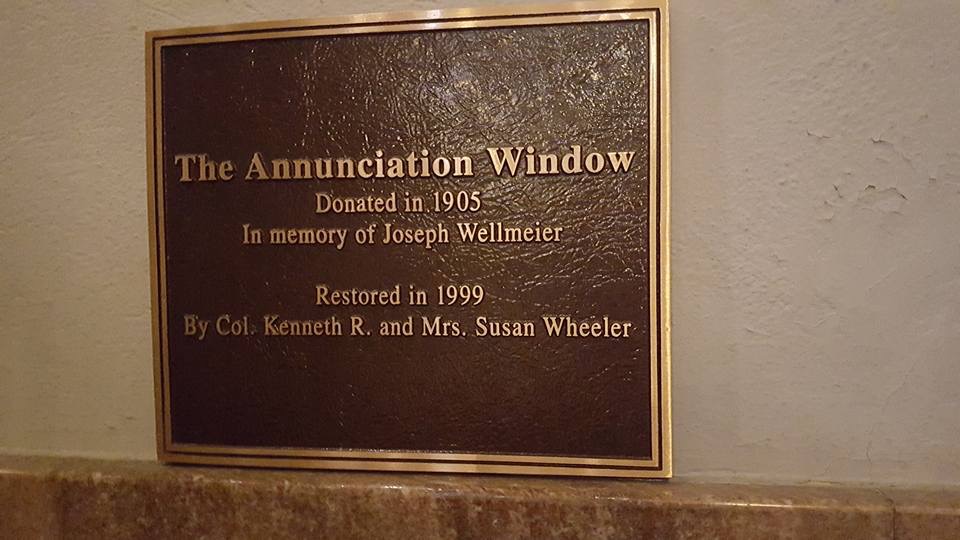 The Annunciation Window
Donated in 1905
In memory of Joseph Wellmeier
Restored in 1999
By Col. Kenneth R. and Mrs. Susan Wheeler